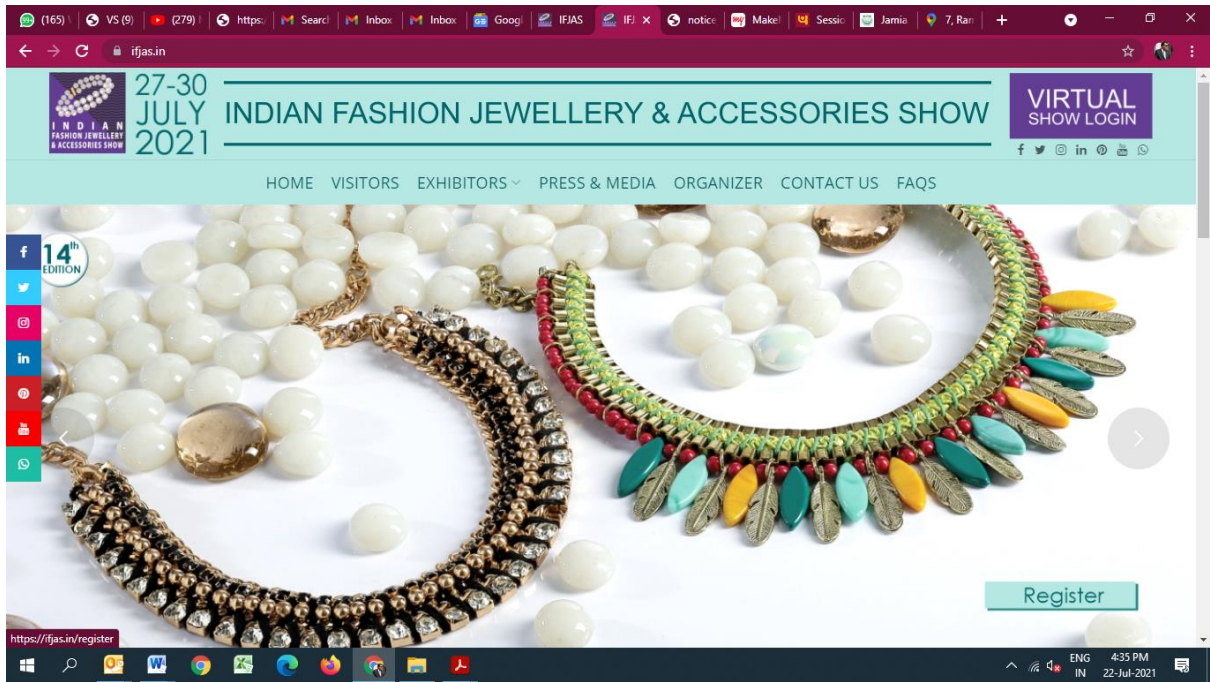 (165)
VS (9)
(279)
https:/
Search
Inbox
Inbox
Googl
IFJAS
IFJ
notice
Make
Sessio
Jamia
7, Ran
ifjas.in
INDIAN
FASHION JEWELLERY
& ACCESSORIES SHOW
27-30
JULY
2021
INDIAN FASHION JEWELLERY & ACCESSORIES SHOW
VIRTUAL
SHOW LOGIN
HOME VISITORS EXHIBITORS PRESS & MEDIA ORGANIZER CONTACT US FAQS
14th
EDITION
Register
https://ifjas.in/register
ENG
IN
4:35 PM
22-Jul-2021